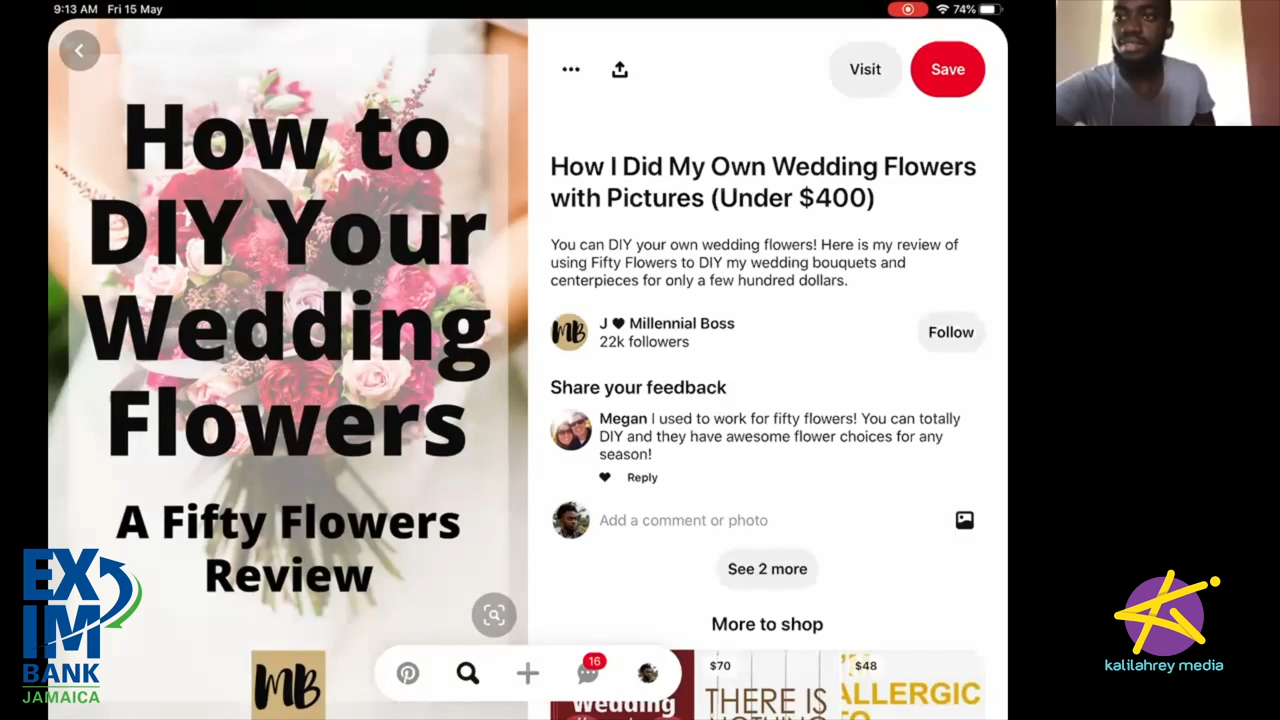 9:13 AM Fri 15 May
74%
How to
DIY Your
Wedding
Flowers
A Fifty Flowers
Review
MB
Visit
Save
How I Did My Own Wedding Flowers
with Pictures (Under $400)
You can DIY your own wedding flowers! Here is my review of
using Fifty Flowers to DIY my wedding bouquets and
centerpieces for only a few hundred dollars.
MB
J ♥ Millennial Boss
22k followers
Follow
Share your feedback
Megan I used to work for fifty flowers! You can totally
DIY and they have awesome flower choices for any
season!
Reply
Add a comment or photo
See 2 more
More to shop
16
Wedding
$70
THERE IS
NOTHING
$48
ALLERGIC
TO
EX
IM
BANK
JAMAICA
kalilahrey media